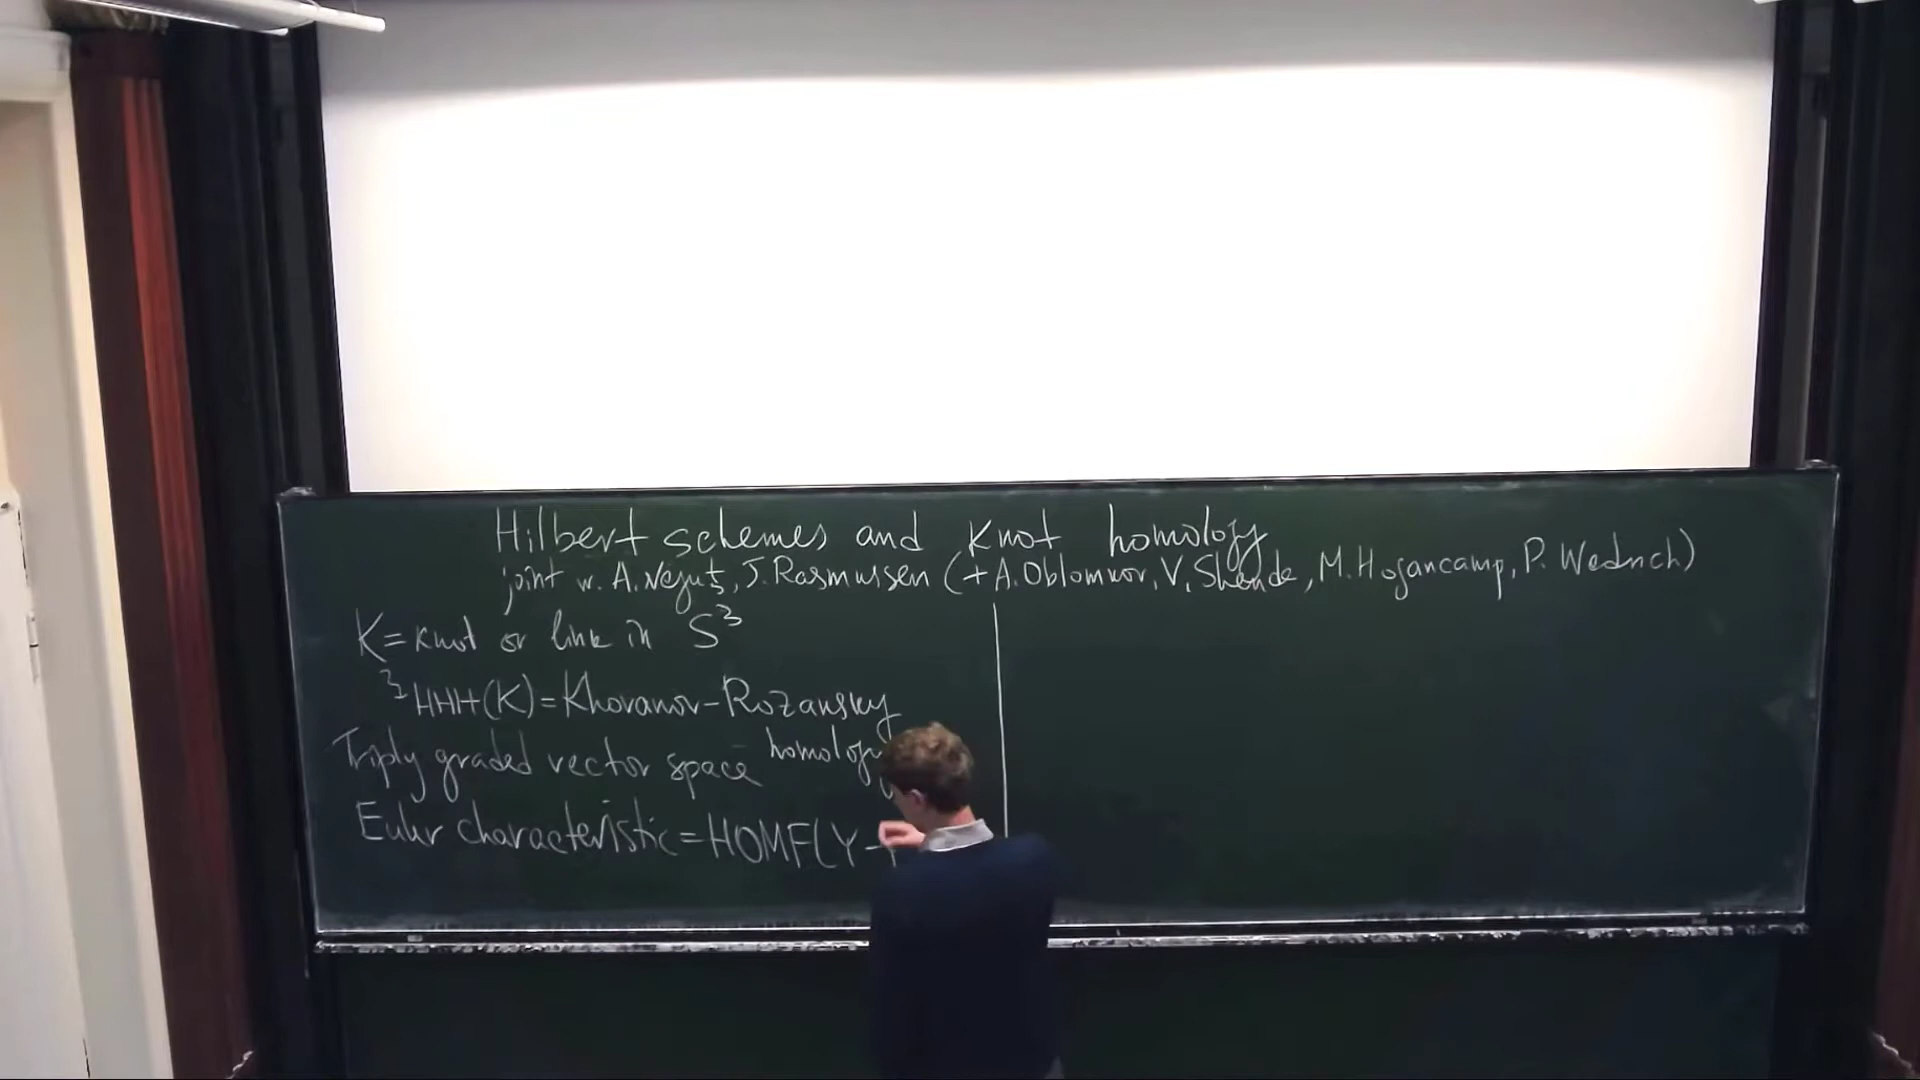 Hilbert schemes and knot homology
joint w. A. Neguț, J. Rasmussen (+ A. Oblomkov, V. Shende, M. Hogancamp, P. Wedrich)
K = knot or link in S³
HHH(K) = Khovanov-Rozansky
homology
Triply graded vector space
Euler characteristic = HOMFLY-